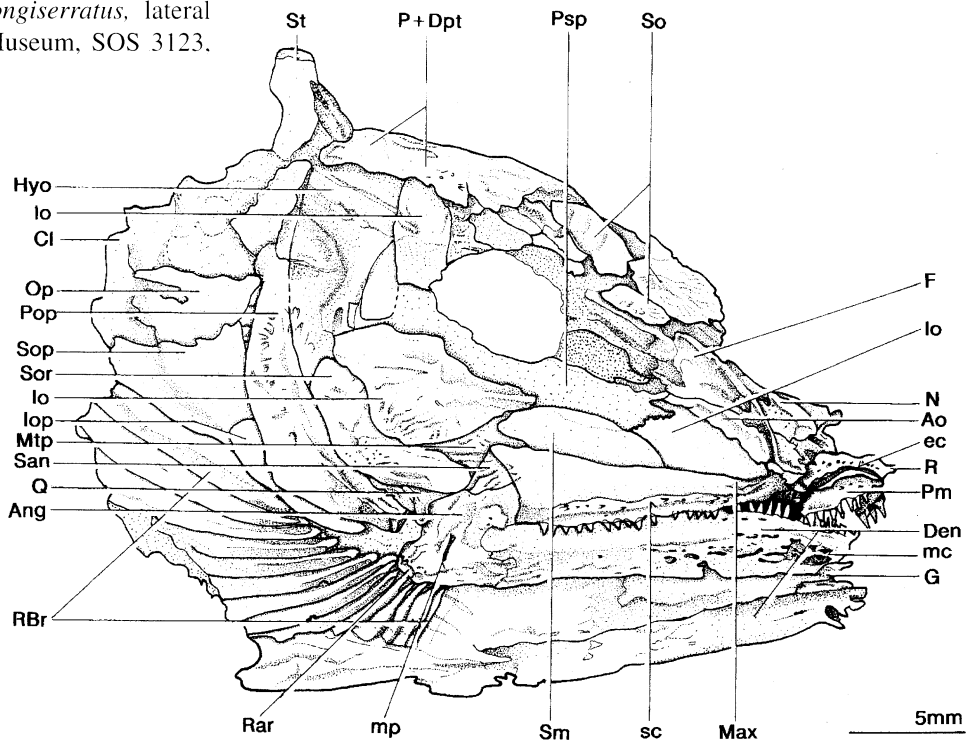 ongiserratus, lateral
Museum, SOS 3123,
St
P + Dpt
Psp
So
Hyo
Io
Cl
Op
Pop
Sop
Sor
Io
Iop
Mtp
San
Q
Ang
RBr
F
Io
N
Ao
ec
R
Pm
Den
mc
G
Rar
mp
Sm
sc
Max
5mm